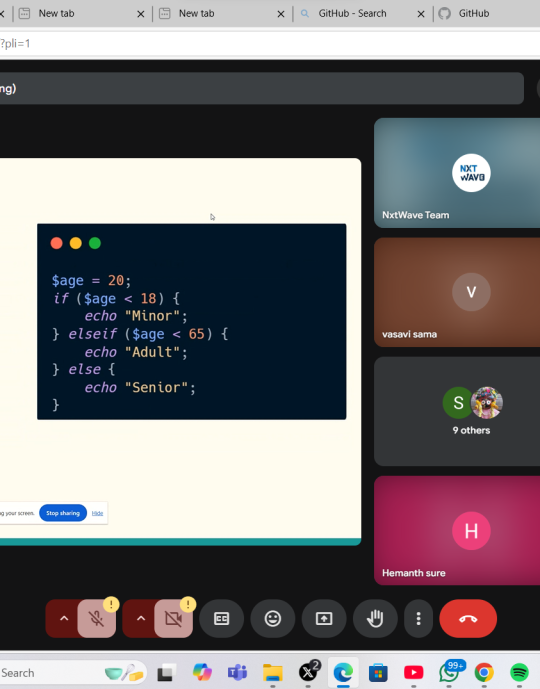 New tab
New tab
GitHub - Search
GitHub
?pli=1
ng)
NXT
WAVE
NxtWave Team
$age = 20;
if ($age < 18) {
    echo "Minor";
} elseif ($age < 65) {
    echo "Adult";
} else {
    echo "Senior";
}
V
vasavi sama
S
9 others
g your screen.
Stop sharing
Hide
H
Hemanth sure
!
!
CC
Search
2
99+